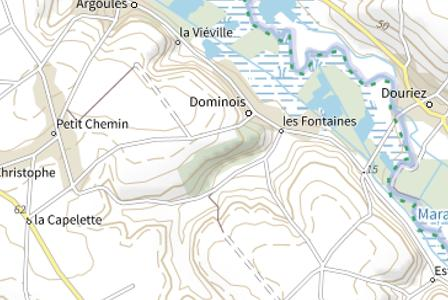 Argoules
la Viéville
50
Douriez
Dominois
les Fontaines
Petit Chemin
Christophe
15
62
la Capelette
Mara
Es